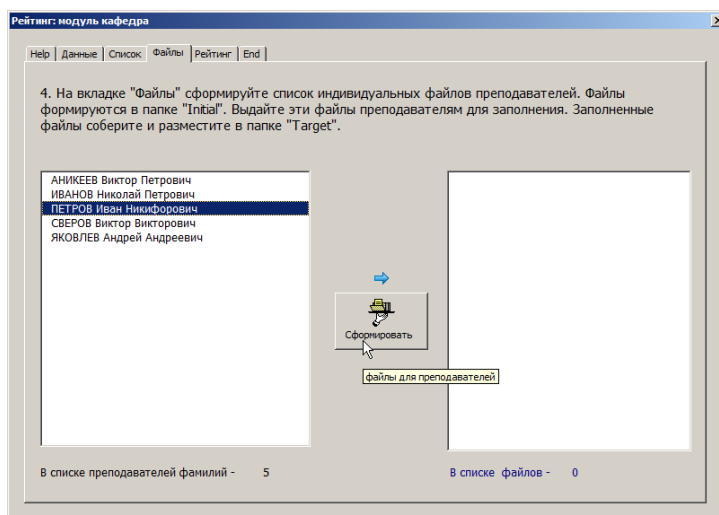 Рейтинг: модуль кафедра
Help Данные Список Файлы Рейтинг End
4. На вкладке "Файлы" сформируйте список индивидуальных файлов преподавателей. Файлы
формируются в папке "Initial". Выдайте эти файлы преподавателям для заполнения. Заполненные
файлы соберите и разместите в папке "Target".
АНИКЕЕВ Виктор Петрович
ИВАНОВ Николай Петрович
ПЕТРОВ Иван Никифорович
СВЕРОВ Виктор Викторович
ЯКОВЛЕВ Андрей Андреевич
Сформировать
файлы для преподавателей
В списке преподавателей фамилий - 5
В списке файлов - 0